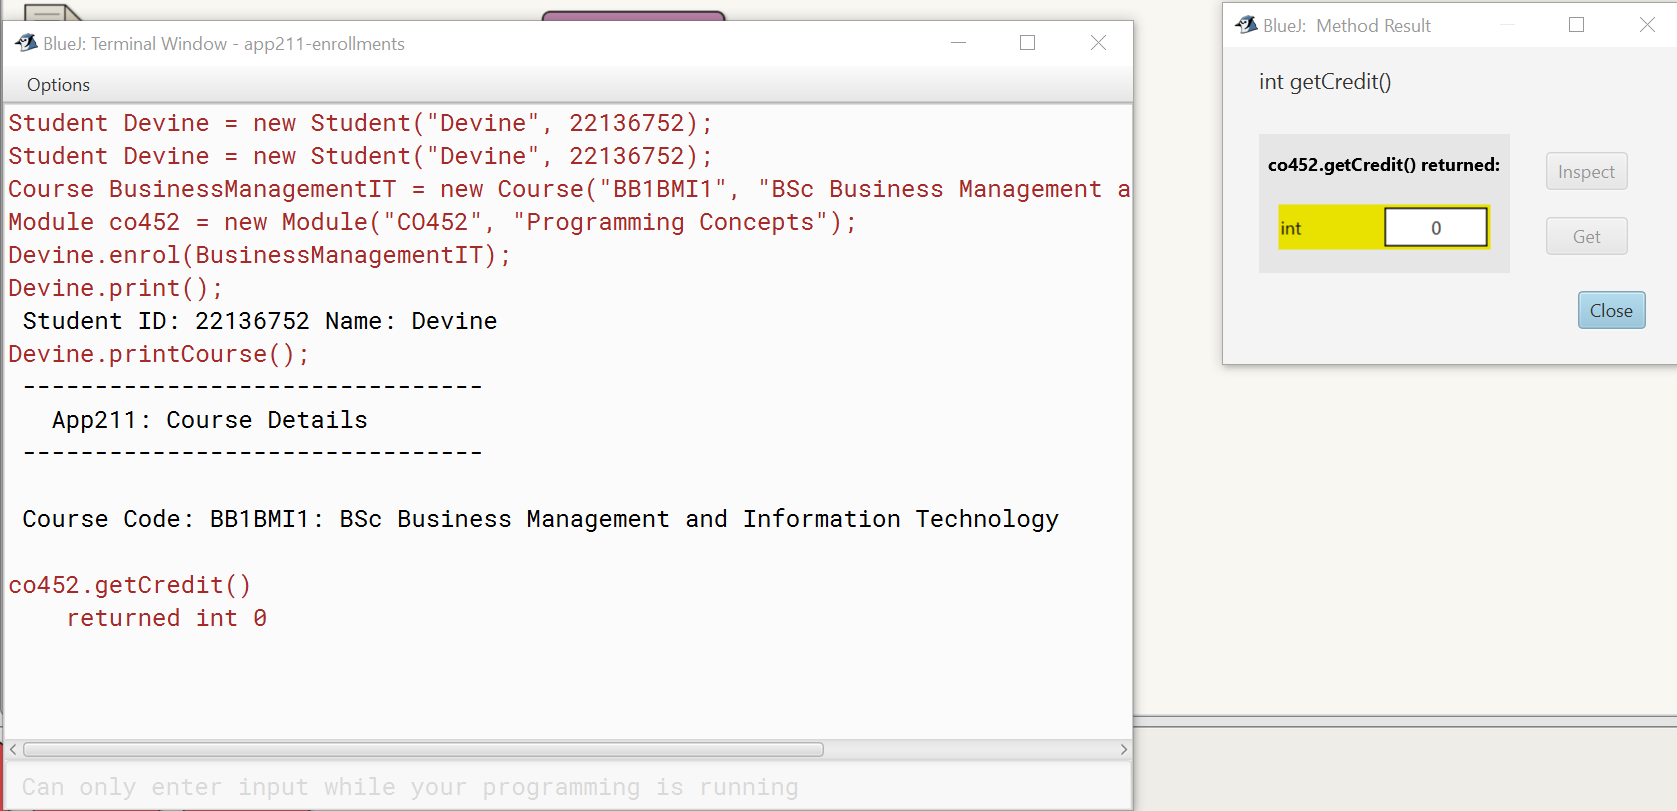 BlueJ: Terminal Window - app211-enrollments
Options
Student Devine = new Student("Devine", 22136752);
Student Devine = new Student("Devine", 22136752);
Course BusinessManagementIT = new Course("BB1BMI1", "BSc Business Management a
Module co452 = new Module("CO452", "Programming Concepts");
Devine.enrol(BusinessManagementIT);
Devine.print();
Student ID: 22136752 Name: Devine
Devine.printCourse();
--------------------------------
App211: Course Details
--------------------------------
Course Code: BB1BMI1: BSc Business Management and Information Technology
co452.getCredit()
returned int 0
Can only enter input while your programming is running
BlueJ: Method Result
int getCredit()
co452.getCredit() returned:
int 0
Inspect
Get
Close